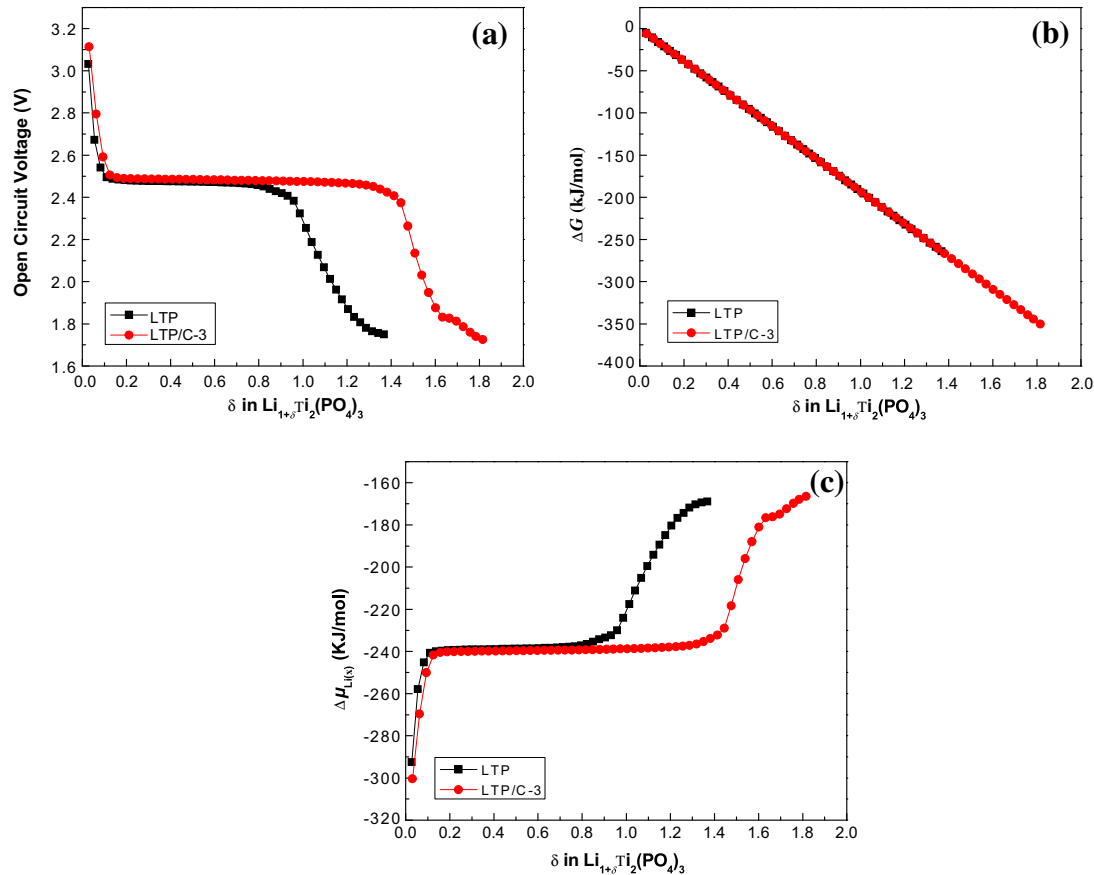 (a)
3.2
3.0
2.8
2.6
2.4
2.2
2.0
1.8
1.6
Open Circuit Voltage (V)
LTP
LTP/C-3
0.0 0.2 0.4 0.6 0.8 1.0 1.2 1.4 1.6 1.8 2.0
δ in Li1+δTi2(PO4)3
(b)
0
-50
-100
-150
-200
-250
-300
-350
-400
ΔG (kJ/mol)
LTP
LTP/C-3
0.0 0.2 0.4 0.6 0.8 1.0 1.2 1.4 1.6 1.8 2.0
δ in Li1+δTi2(PO4)3
(c)
-160
-180
-200
-220
-240
-260
-280
-300
-320
ΔμLi(x) (KJ/mol)
LTP
LTP/C-3
0.0 0.2 0.4 0.6 0.8 1.0 1.2 1.4 1.6 1.8 2.0
δ in Li1+δTi2(PO4)3